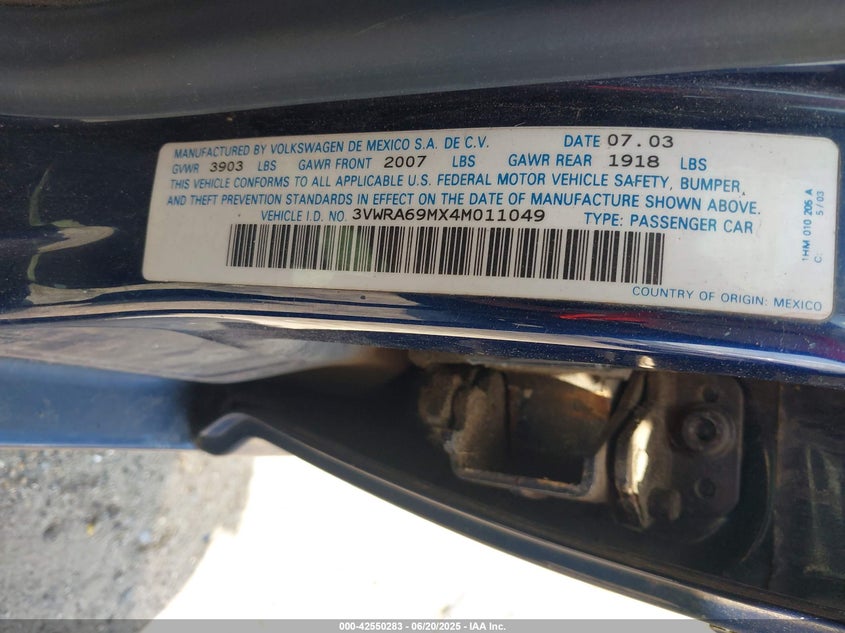 MANUFACTURED BY VOLKSWAGEN DE MEXICO S.A. DE C.V. DATE 07.03
GVWR 3903 LBS GAWR FRONT 2007 LBS GAWR REAR 1918 LBS
THIS VEHICLE CONFORMS TO ALL APPLICABLE U.S. FEDERAL MOTOR VEHICLE SAFETY, BUMPER,
AND THEFT PREVENTION STANDARDS IN EFFECT ON THE DATE OF MANUFACTURE SHOWN ABOVE.
VEHICLE I.D. NO. 3VWRA69MX4M011049 TYPE: PASSENGER CAR
COUNTRY OF ORIGIN: MEXICO
1HM 010 205 A
C: 5/03
000-42550283 - 06/20/2025 - IAA Inc.